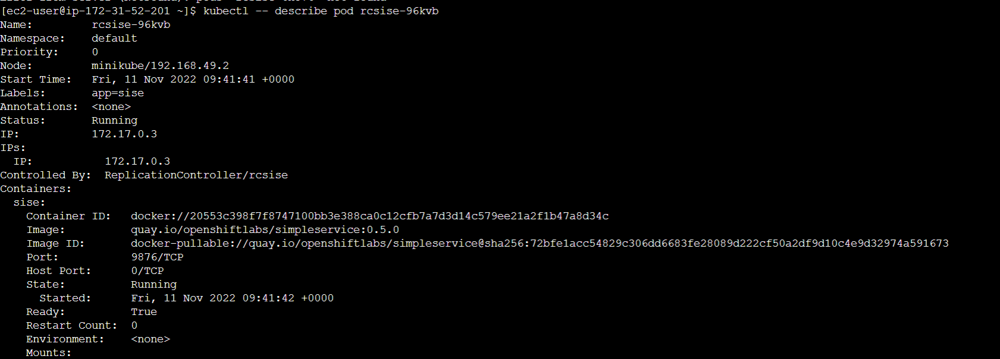 [ec2-user@ip-172-31-52-201 ~]$ kubectl -- describe pod rcsise-96kvb
Name:         rcsise-96kvb
Namespace:    default
Priority:     0
Node:         minikube/192.168.49.2
Start Time:   Fri, 11 Nov 2022 09:41:41 +0000
Labels:       app=sise
Annotations:  <none>
Status:       Running
IP:           172.17.0.3
IPs:
  IP:           172.17.0.3
Controlled By:  ReplicationController/rcsise
Containers:
  sise:
    Container ID:   docker://20553c398f7f8747100bb3e388ca0c12cfb7a7d3d14c579ee21a2f1b47a8d34c
    Image:          quay.io/openshiftlabs/simpleservice:0.5.0
    Image ID:       docker-pullable://quay.io/openshiftlabs/simpleservice@sha256:72bfe1acc54829c306dd6683fe28089d222cf50a2df9d10c4e9d32974a591673
    Port:           9876/TCP
    Host Port:      0/TCP
    State:          Running
      Started:      Fri, 11 Nov 2022 09:41:42 +0000
    Ready:          True
    Restart Count:  0
    Environment:    <none>
    Mounts: